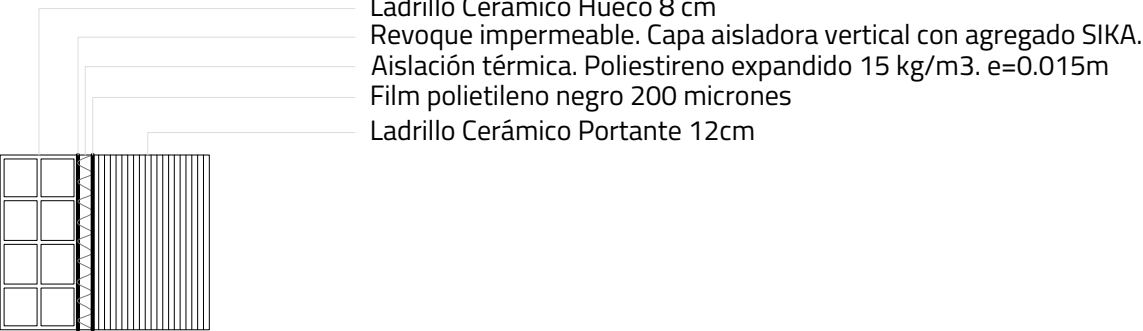 Ladrillo Cerámico Hueco 8 cm
Revoque impermeable. Capa aisladora vertical con agregado SIKA.
Aislación térmica. Poliestireno expandido 15 kg/m3. e=0.015m
Film polietileno negro 200 micrones
Ladrillo Cerámico Portante 12cm